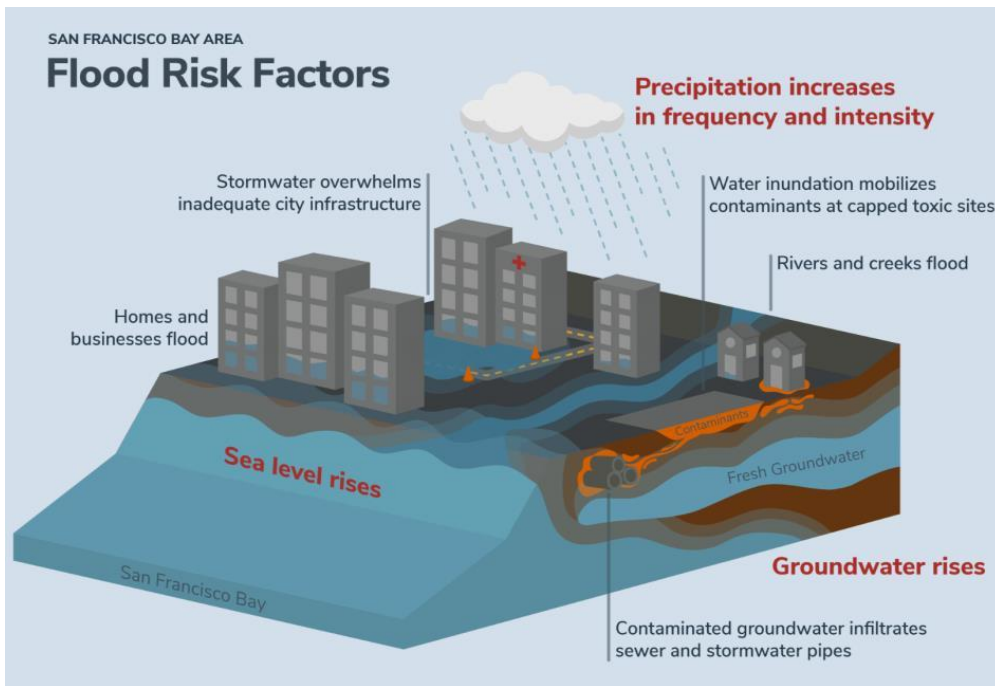 SAN FRANCISCO BAY AREA
Flood Risk Factors
Precipitation increases
in frequency and intensity
Stormwater overwhelms
inadequate city infrastructure
Water inundation mobilizes
contaminants at capped toxic sites
Rivers and creeks flood
Homes and
businesses flood
Contaminants
Sea level rises
Fresh Groundwater
San Francisco Bay
Groundwater rises
Contaminated groundwater infiltrates
sewer and stormwater pipes